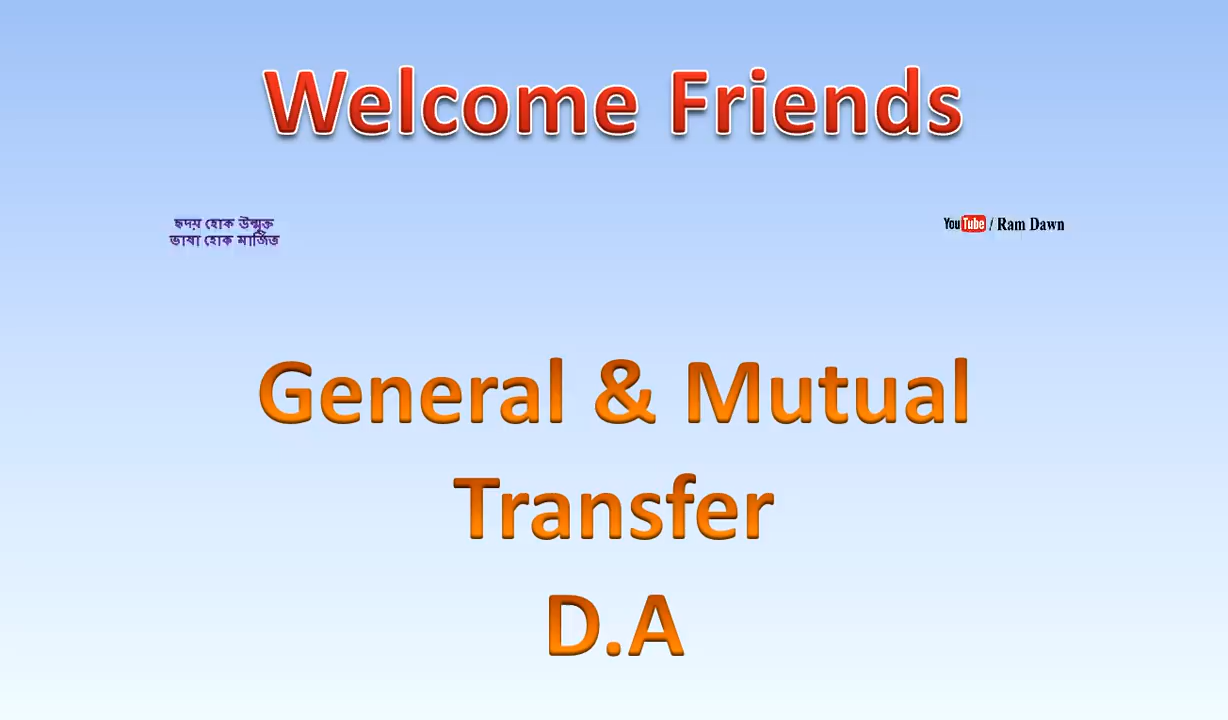 Welcome Friends
হৃদয় হোক উন্মুক্ত
ভাষা হোক মার্জিত
YouTube / Ram Dawn
General & Mutual
Transfer
D.A